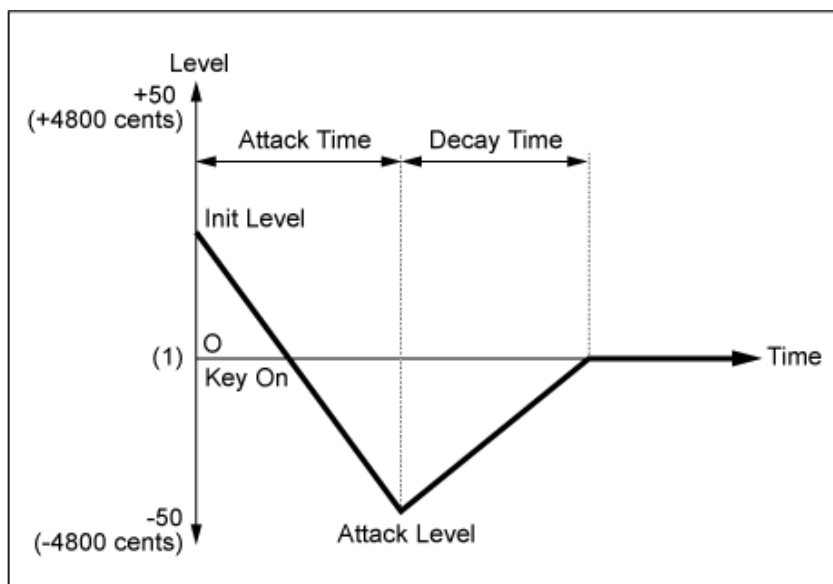 Level
+50
(+4800 cents)
Attack Time
Decay Time
Init Level
O
(1)
Time
Key On
-50
(-4800 cents)
Attack Level